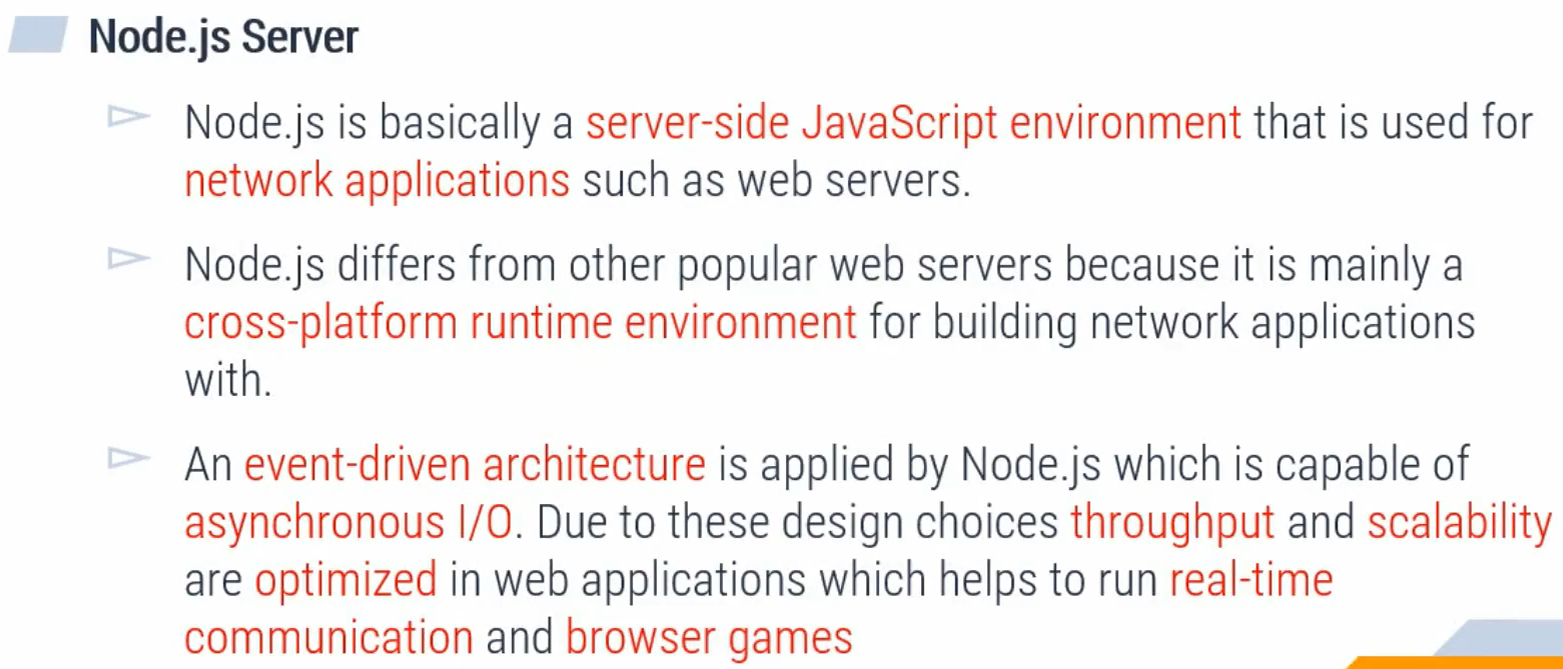 Node.js Server
Node.js is basically a server-side JavaScript environment that is used for
network applications such as web servers.
Node.js differs from other popular web servers because it is mainly a
cross-platform runtime environment for building network applications
with.
An event-driven architecture is applied by Node.js which is capable of
asynchronous I/O. Due to these design choices throughput and scalability
are optimized in web applications which helps to run real-time
communication and browser games